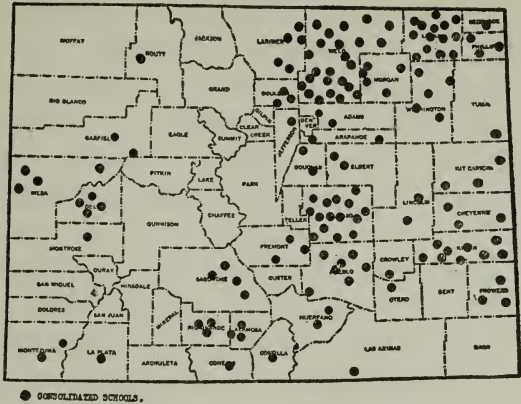 MOFFAT
ROUTT
JACKSON
LARIMER
WELD
SEDGWICK
PHILLIPS
GRAND
MORGAN
RIO BLANCO
BOULDER
GILPIN
WASHINGTON
YUMA
ADAMS
GARFIELD
EAGLE
CLEAR CREEK
DENVER
ARAPAHOE
SUMMIT
JEFFERSON
DOUGLAS
ELBERT
KIT CARSON
PITKIN
LAKE
PARK
MESA
LINCOLN
CHEYENNE
GUNNISON
CHAFFEE
TELLER
MONTROSE
FREMONT
CROWLEY
KIOWA
OURAY
SAGUACHE
PUEBLO
SAN MIGUEL
HINSDALE
CUSTER
OTERO
BENT
PROWERS
DOLORES
SAN JUAN
MINERAL
HUERFANO
RIO GRANDE
ALAMOSA
MONTEZUMA
LA PLATA
ARCHULETA
CONEJOS
COSTILLA
LAS ANIMAS
BACA
CONSOLIDATED SCHOOLS.